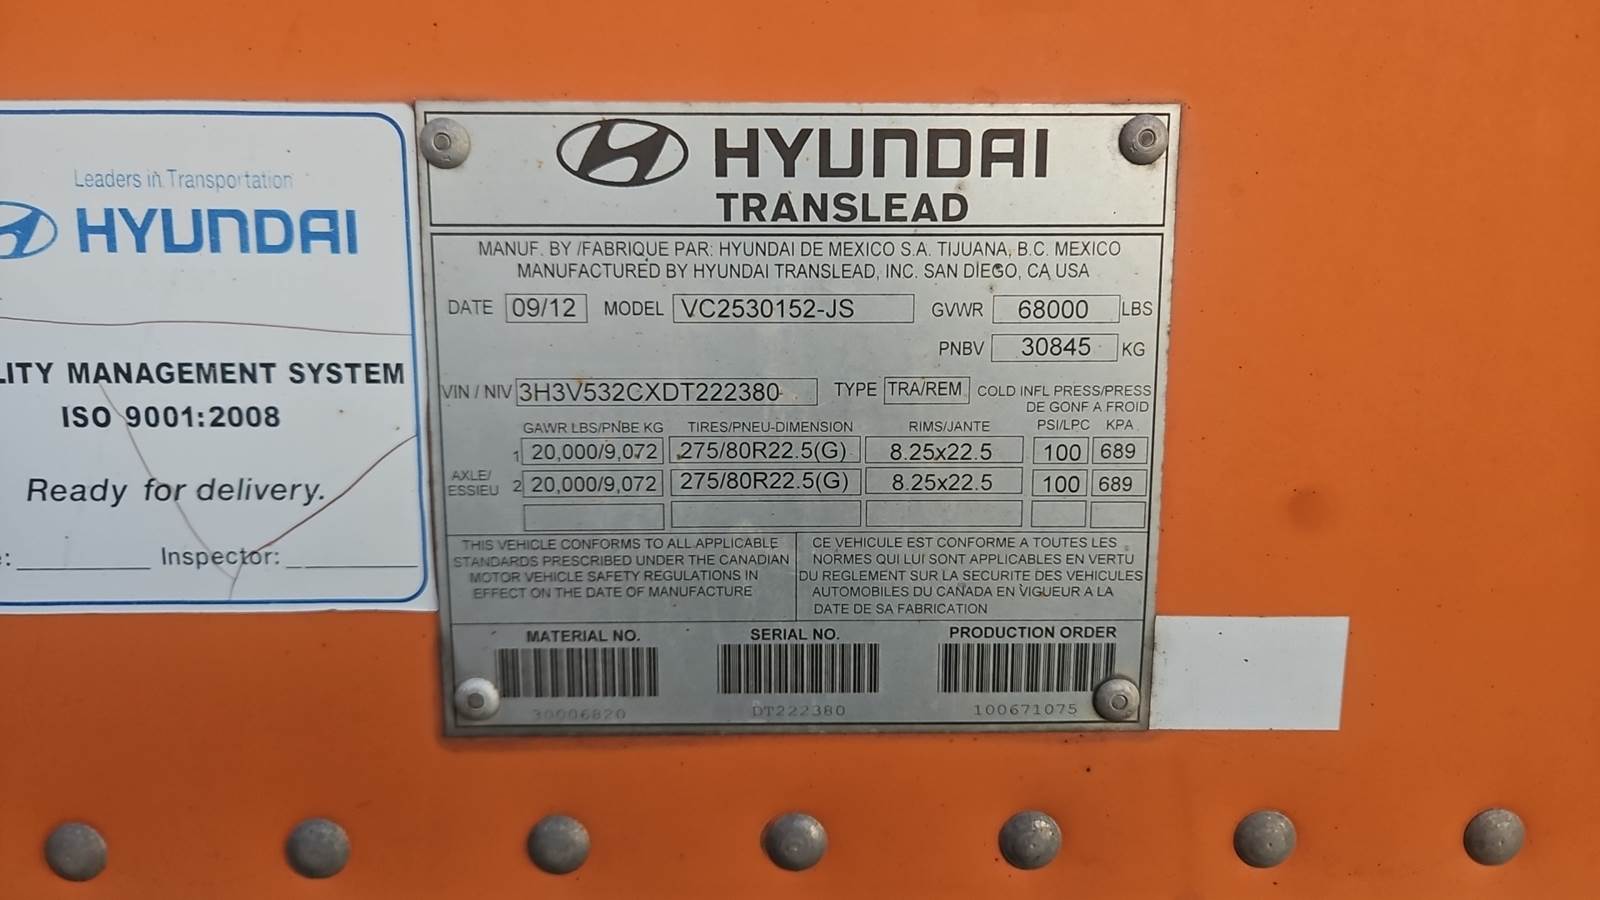 Leaders in Transportation
HYUNDAI
LITY MANAGEMENT SYSTEM
ISO 9001:2008
Ready for delivery.
: Inspector:
HYUNDAI
TRANSLEAD
MANUF. BY /FABRIQUE PAR: HYUNDAI DE MEXICO S.A. TIJUANA, B.C. MEXICO
MANUFACTURED BY HYUNDAI TRANSLEAD, INC. SAN DIEGO, CA USA
DATE 09/12 MODEL VC2530152-JS GVWR 68000 LBS
PNBV 30845 KG
VIN / NIV 3H3V532CXDT222380 TYPE TRA/REM COLD INFL PRESS/PRESS
DE GONF A FROID
GAWR LBS/PNBE KG TIRES/PNEU-DIMENSION RIMS/JANTE PSI/LPC KPA
1 20,000/9,072 275/80R22.5(G) 8.25x22.5 100 689
AXLE/
ESSIEU 2 20,000/9,072 275/80R22.5(G) 8.25x22.5 100 689
THIS VEHICLE CONFORMS TO ALL APPLICABLE
STANDARDS PRESCRIBED UNDER THE CANADIAN
MOTOR VEHICLE SAFETY REGULATIONS IN
EFFECT ON THE DATE OF MANUFACTURE
CE VEHICULE EST CONFORME A TOUTES LES
NORMES QUI LUI SONT APPLICABLES EN VERTU
DU REGLEMENT SUR LA SECURITE DES VEHICULES
AUTOMOBILES DU CANADA EN VIGUEUR A LA
DATE DE SA FABRICATION
MATERIAL NO. SERIAL NO. PRODUCTION ORDER
30006820 DT222380 100671075